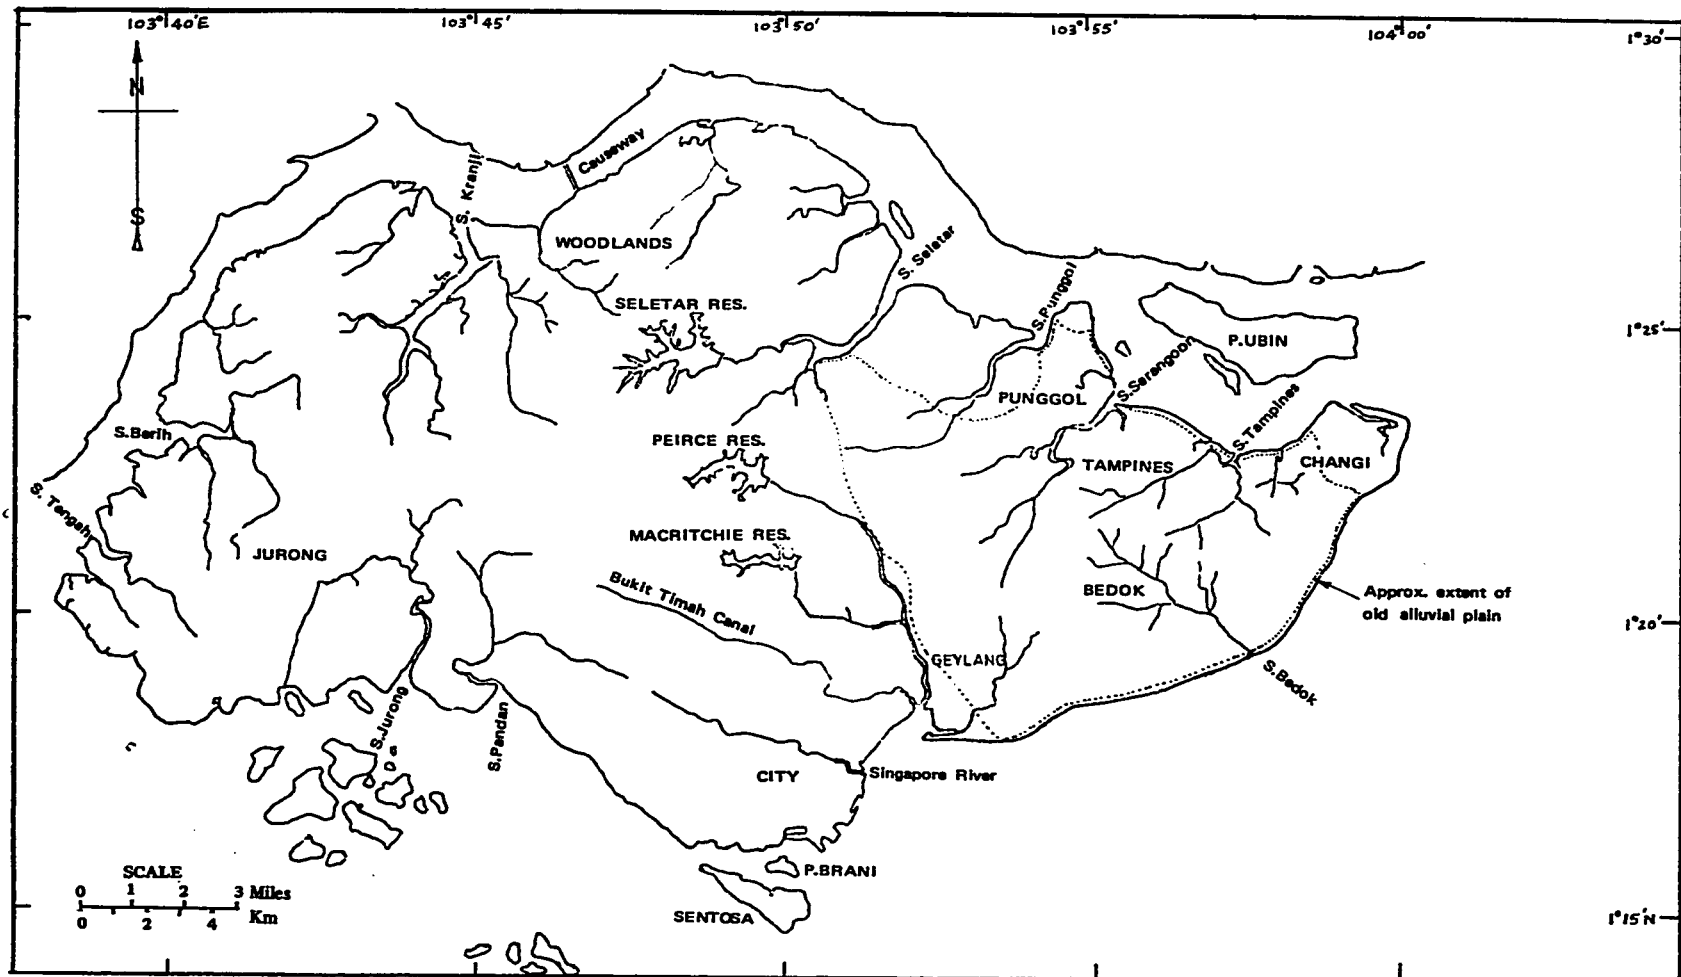 103°40'E
103°45'
103°50'
103°55'
104°00'
1°30'
N
S
Causeway
S. Kranji
WOODLANDS
S. Seletar
SELETAR RES.
S.Punggol
1°25'
P.UBIN
PUNGGOL
S.Serangoon
S. Tampines
S.Berih
PEIRCE RES.
TAMPINES
CHANGI
S. Tengah
JURONG
MACRITCHIE RES.
Bukit Timah Canal
BEDOK
Approx. extent of
old alluvial plain
1°20'
GEYLANG
S.Bedok
S.Jurong
S.Pandan
CITY
Singapore River
P.BRANI
SENTOSA
SCALE
0 1 2 3 Miles
0 2 4 Km
1°15'N